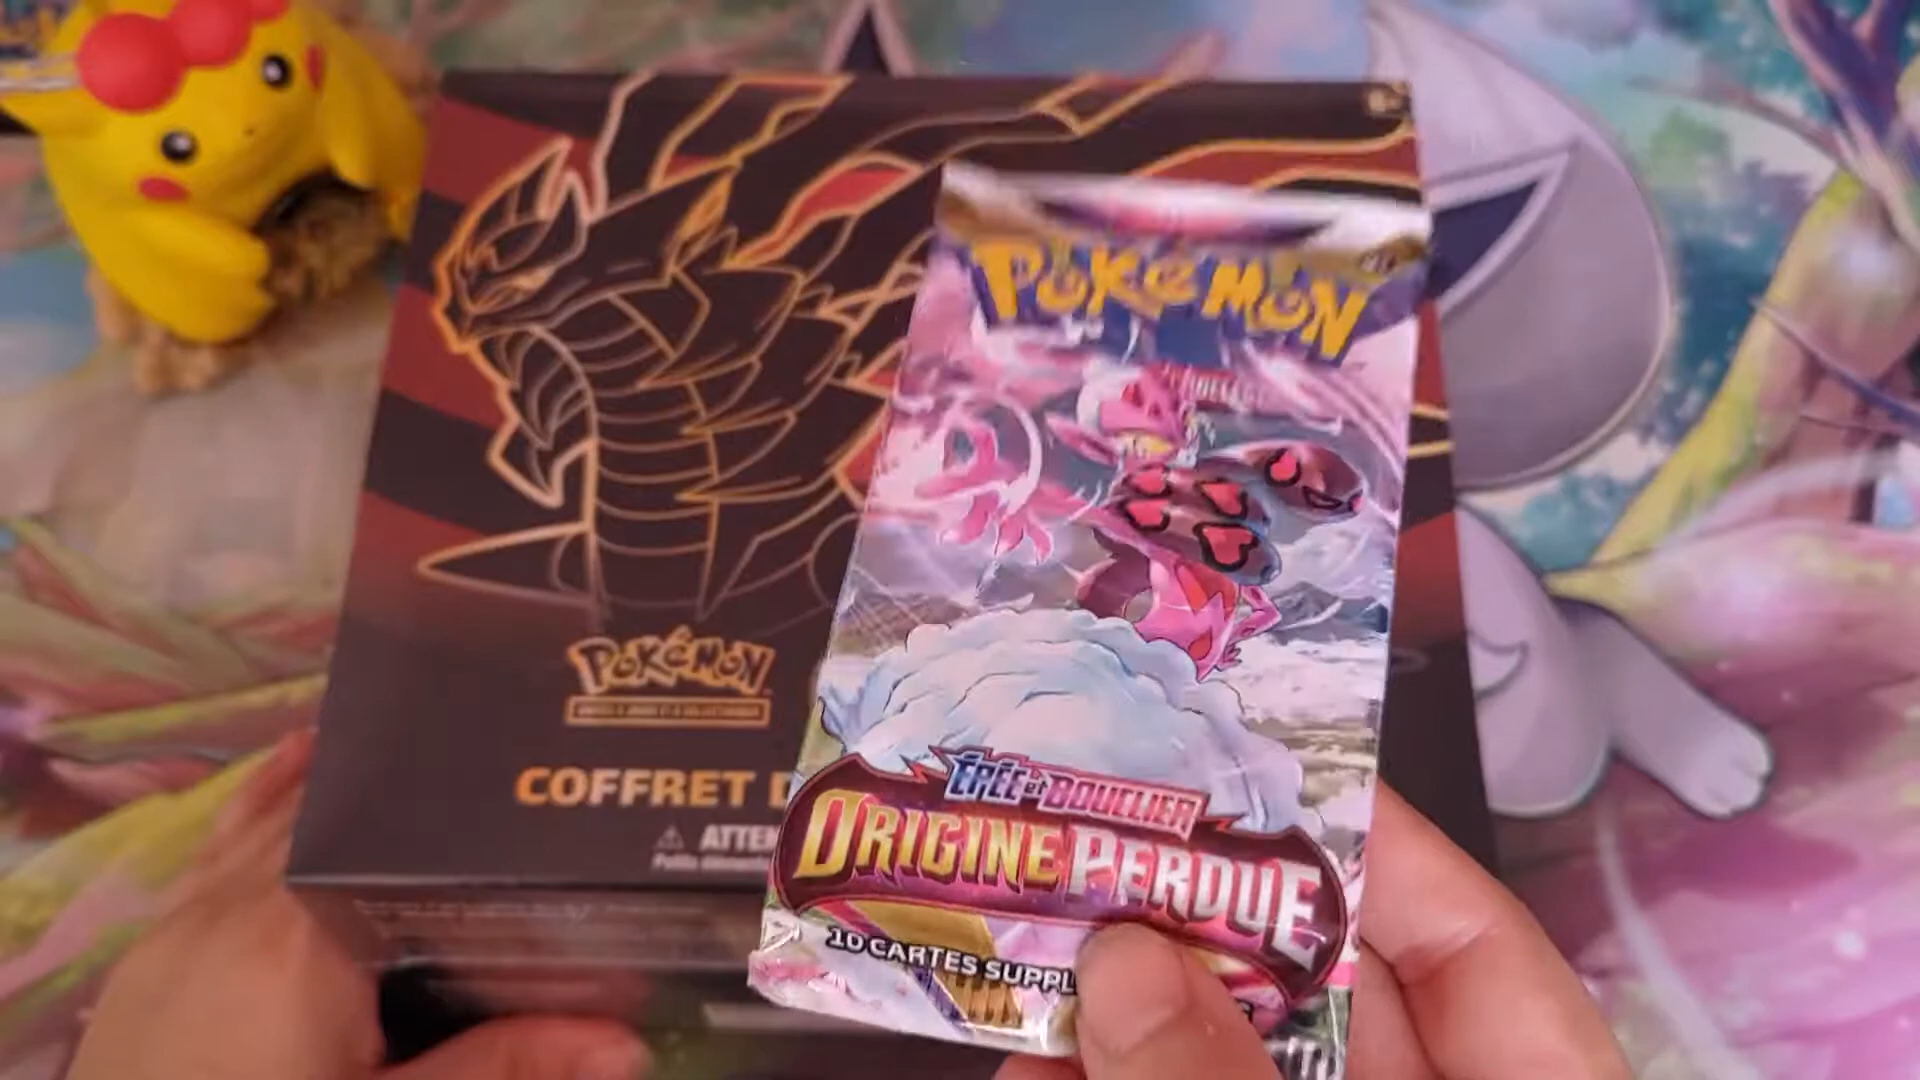 POKéMON
POKéMON
COFFRET D
ATTEN
ÉPÉE et BOUCLIER
ORIGINE PERDUE
10 CARTES SUPPL